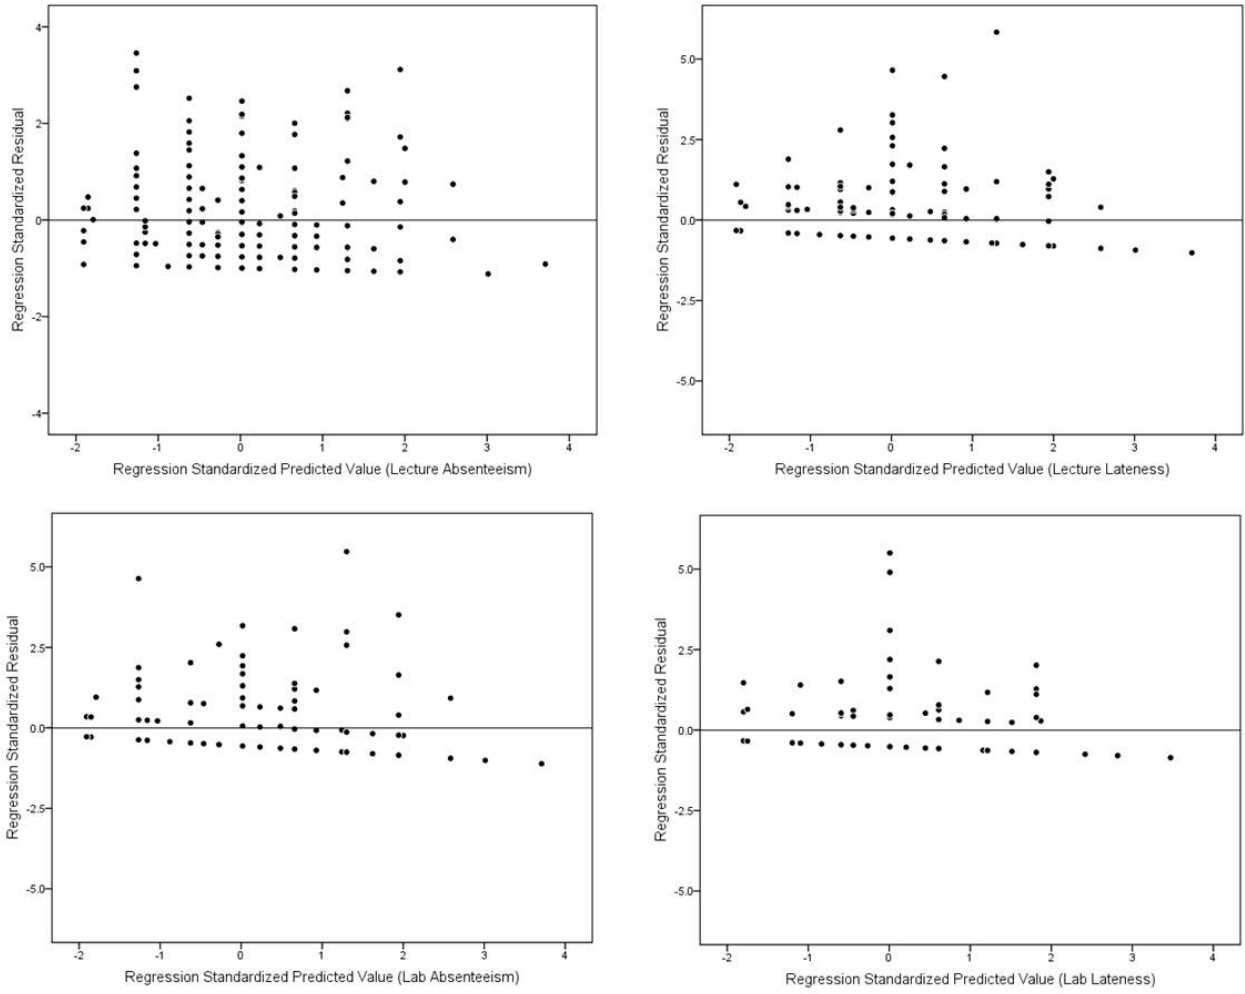 4
2
0
-2
-4
Regression Standardized Residual
-2 -1 0 1 2 3 4
Regression Standardized Predicted Value (Lecture Absenteeism)
5.0
2.5
0.0
-2.5
-5.0
Regression Standardized Residual
-2 -1 0 1 2 3 4
Regression Standardized Predicted Value (Lecture Lateness)
5.0
2.5
0.0
-2.5
-5.0
Regression Standardized Residual
-2 -1 0 1 2 3 4
Regression Standardized Predicted Value (Lab Absenteeism)
5.0
2.5
0.0
-2.5
-5.0
Regression Standardized Residual
-2 -1 0 1 2 3 4
Regression Standardized Predicted Value (Lab Lateness)